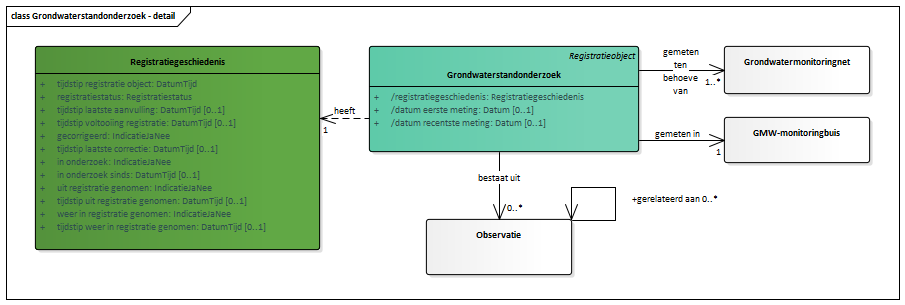 class Grondwaterstandonderzoek - detail
Registratiegeschiedenis
+ tijdstip registratie object: DatumTijd
+ registratiestatus: Registratiestatus
+ tijdstip laatste aanvulling: DatumTijd [0..1]
+ tijdstip voltooiing registratie: DatumTijd [0..1]
+ gecorrigeerd: IndicatieJaNee
+ tijdstip laatste correctie: DatumTijd [0..1]
+ in onderzoek: IndicatieJaNee
+ in onderzoek sinds: DatumTijd [0..1]
+ uit registratie genomen: IndicatieJaNee
+ tijdstip uit registratie genomen: DatumTijd [0..1]
+ weer in registratie genomen: IndicatieJaNee
+ tijdstip weer in registratie genomen: DatumTijd [0..1]
heeft
1
Registratieobject
Grondwaterstandonderzoek
+ /registratiegeschiedenis: Registratiegeschiedenis
+ /datum eerste meting: Datum [0..1]
+ /datum recentste meting: Datum [0..1]
gemeten
ten
behoeve
van
1..*
Grondwatermonitoringnet
gemeten in
1
GMW-monitoringbuis
bestaat uit
/0..*
+gerelateerd aan 0..*
Observatie